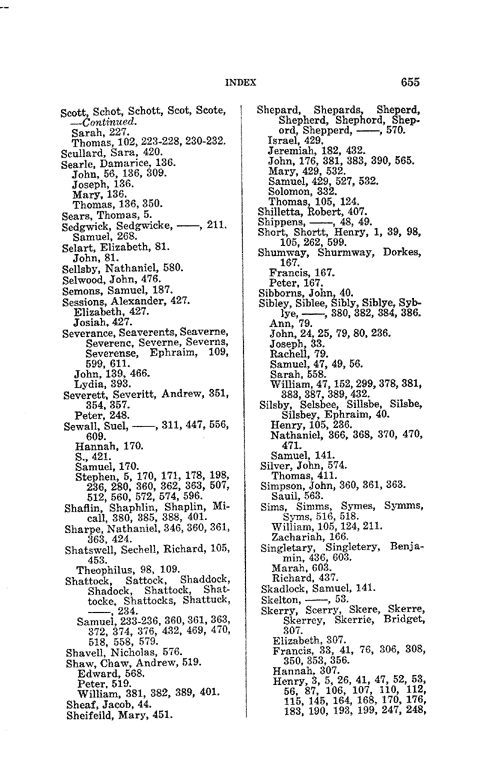 INDEX 655
Scott, Schot, Schott, Scot, Scote,
—Continued.
Sarah, 227.
Thomas, 102, 223-228, 230-232.
Scullard, Sara, 420.
Searle, Damarice, 136.
John, 56, 136, 309.
Joseph, 136.
Mary, 136.
Thomas, 136, 350.
Sears, Thomas, 5.
Sedgwick, Sedgwicke, ——, 211.
Samuel, 268.
Selart, Elizabeth, 81.
John, 81.
Sellsby, Nathaniel, 580.
Selwood, John, 476.
Semons, Samuel, 187.
Sessions, Alexander, 427.
Elizabeth, 427.
Josiah, 427.
Severance, Seaverents, Seaverne,
Severenc, Severne, Severns,
Severense, Ephraim, 109,
599, 611.
John, 139, 466.
Lydia, 393.
Severett, Severitt, Andrew, 351,
354, 357.
Peter, 248.
Sewall, Suel, ——, 311, 447, 556,
609.
Hannah, 170.
S., 421.
Samuel, 170.
Stephen, 5, 170, 171, 178, 198,
236, 280, 360, 362, 363, 507,
512, 560, 572, 574, 596.
Shaflin, Shaphlin, Shaplin, Mi-
call, 380, 385, 388, 401.
Sharpe, Nathaniel, 346, 360, 361,
363, 424.
Shatswell, Sechell, Richard, 105,
453.
Theophilus, 98, 109.
Shattock, Sattock, Shaddock,
Shadock, Shattock, Shat-
tocke, Shattocks, Shattuck,
——, 234.
Samuel, 233-236, 360, 361, 363,
372, 374, 376, 432, 469, 470,
518, 558, 579.
Shavell, Nicholas, 576.
Shaw, Chaw, Andrew, 519.
Edward, 568.
Peter, 519.
William, 381, 382, 389, 401.
Sheaf, Jacob, 44.
Sheifeild, Mary, 451.
Shepard, Shepards, Sheperd,
Shepherd, Shephord, Shep-
ord, Shepperd, ——, 570.
Israel, 429.
Jeremiah, 182, 432.
John, 176, 381, 383, 390, 565.
Mary, 429, 532.
Samuel, 429, 527, 532.
Solomon, 332.
Thomas, 105, 124.
Shilletta, Robert, 407.
Shippens, ——, 48, 49.
Short, Shortt, Henry, 1, 39, 98,
105, 262, 599.
Shumway, Shurmway, Dorkes,
167.
Francis, 167.
Peter, 167.
Sibborns, John, 40.
Sibley, Siblee, Sibly, Siblye, Syb-
lye, ——, 380, 382, 384, 386.
Ann, 79.
John, 24, 25, 79, 80, 236.
Joseph, 33.
Rachell, 79.
Samuel, 47, 49, 56.
Sarah, 558.
William, 47, 152, 299, 378, 381,
383, 387, 389, 432.
Silsby, Selsbee, Sillsbe, Silsbe,
Silsbey, Ephraim, 40.
Henry, 105, 236.
Nathaniel, 366, 368, 370, 470,
471.
Samuel, 141.
Silver, John, 574.
Thomas, 411.
Simpson, John, 360, 361, 363.
Sauil, 563.
Sims, Simms, Symes, Symms,
Syms, 516, 518.
William, 105, 124, 211.
Zachariah, 166.
Singletary, Singletery, Benja-
min, 436, 603.
Marah, 603.
Richard, 437.
Skadlock, Samuel, 141.
Skelton, ——, 53.
Skerry, Scerry, Skere, Skerre,
Skerrey, Skerrie, Bridget,
307.
Elizabeth, 307.
Francis, 33, 41, 76, 306, 308,
350, 353, 356.
Hannah, 307.
Henry, 3, 5, 26, 41, 47, 52, 53,
56, 87, 106, 107, 110, 112,
115, 145, 164, 168, 170, 176,
183, 190, 193, 199, 247, 248,